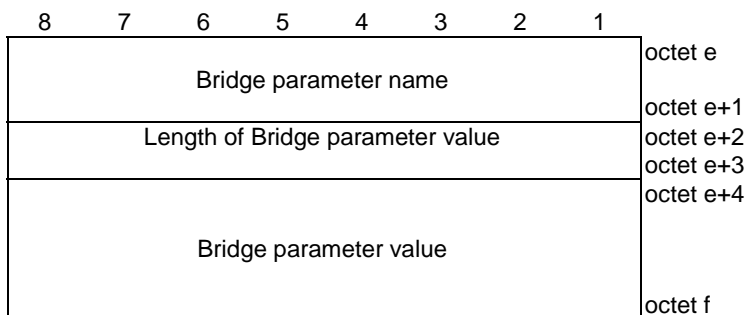 8 7 6 5 4 3 2 1
octet e
Bridge parameter name
octet e+1
Length of Bridge parameter value octet e+2
octet e+3
octet e+4
Bridge parameter value
octet f